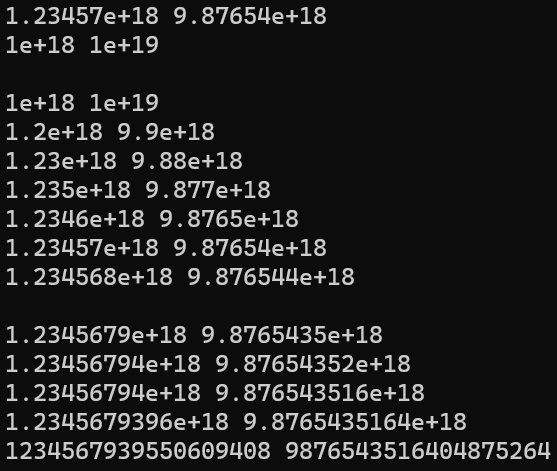 1.23457e+18 9.87654e+18
1e+18 1e+19
1e+18 1e+19
1.2e+18 9.9e+18
1.23e+18 9.88e+18
1.235e+18 9.877e+18
1.2346e+18 9.8765e+18
1.23457e+18 9.87654e+18
1.234568e+18 9.876544e+18
1.2345679e+18 9.8765435e+18
1.23456794e+18 9.87654352e+18
1.23456794e+18 9.876543516e+18
1.2345679396e+18 9.8765435164e+18
1234567939550609408 9876543516404875264